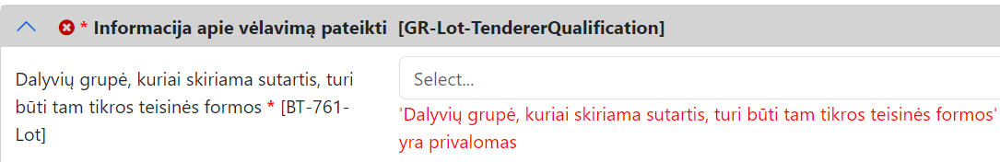 * Informacija apie vėlavimą pateikti [GR-Lot-TendererQualification]
Dalyvių grupė, kuriai skiriama sutartis, turi
būti tam tikros teisinės formos * [BT-761-
Lot]
Select...
'Dalyvių grupė, kuriai skiriama sutartis, turi būti tam tikros teisinės formos'
yra privalomas